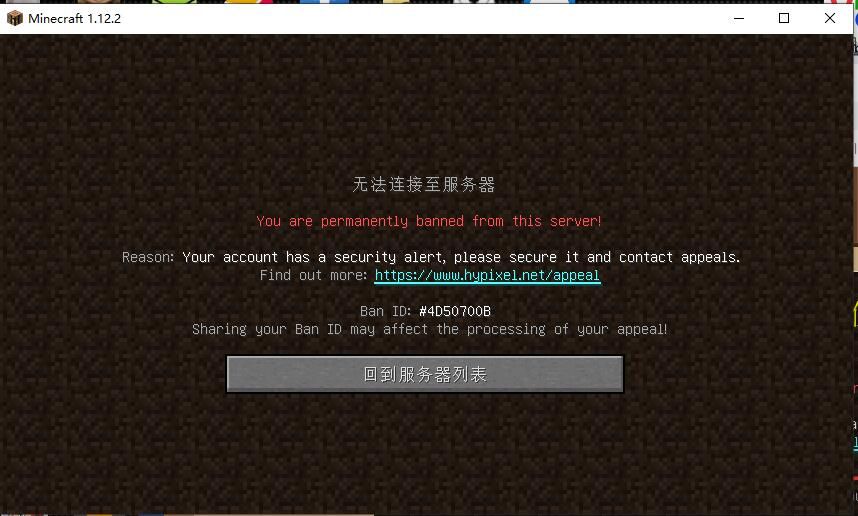 Minecraft 1.12.2
无法连接至服务器
You are permanently banned from this server!
Reason: Your account has a security alert, please secure it and contact appeals.
Find out more: https://www.hypixel.net/appeal
Ban ID: #4D50700B
Sharing your Ban ID may affect the processing of your appeal!
回到服务器列表